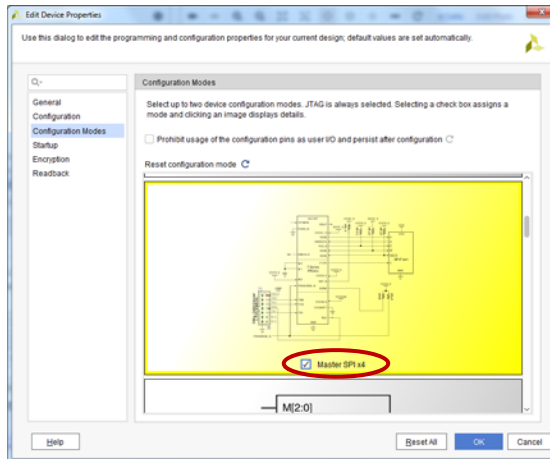 Edit Device Properties
Use this dialog to edit the programming and configuration properties for your current design; default values are set automatically.
Q-
General
Configuration
Configuration Modes
Startup
Encryption
Readback
Configuration Modes
Select up to two device configuration modes. JTAG is always selected. Selecting a check box assigns a
mode and clicking an image displays details.
Prohibit usage of the configuration pins as user I/O and persist after configuration
Reset configuration mode
Master SPI x4
M[2:0]
Help
Reset All
OK
Cancel